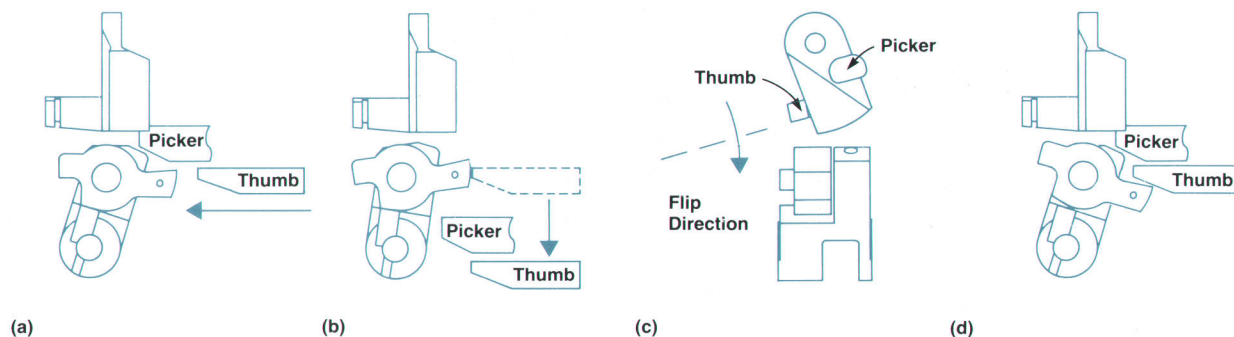 Picker
Thumb
(a)
Picker
Thumb
(b)
Picker
Thumb
Flip
Direction
(c)
Picker
Thumb
(d)